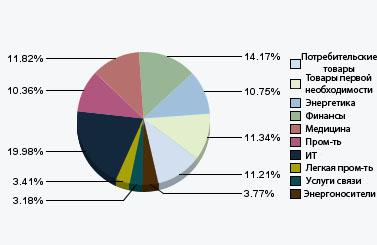 11.82%
14.17%
10.36%
10.75%
19.98%
11.34%
3.41%
11.21%
3.18%
3.77%
Потребительские
товары
Товары первой
необходимости
Энергетика
Финансы
Медицина
Пром-ть
ИТ
Легкая пром-ть
Услуги связи
Энергоносители